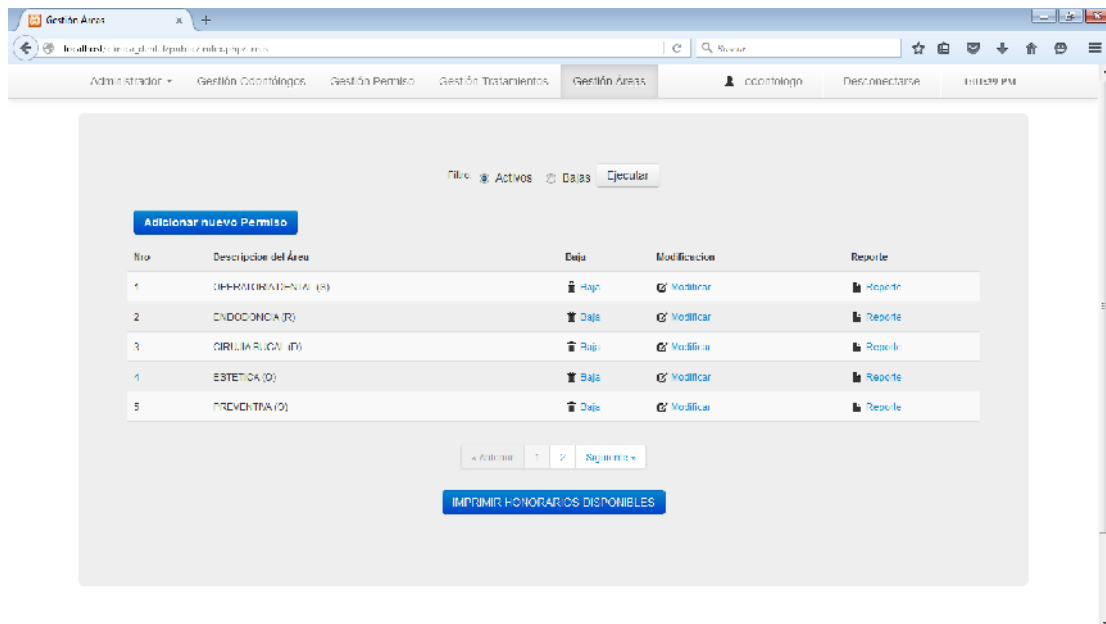 Gestión Áreas
Administrador Gestión Odontólogos Gestión Permiso Gestión Tratamientos Gestión Áreas odontologo Desconectarse
Filtro: Activos Bajas Ejecutar
Adicionar nuevo Permiso
Nro Descripcion del Área Baja Modificacion Reporte
1 OPERATORIA DENTAL (S) Baja Modificar Reporte
2 ENDODONCIA (R) Baja Modificar Reporte
3 CIRUJIA BUCAL (D) Baja Modificar Reporte
4 ESTETICA (O) Baja Modificar Reporte
5 PREVENTIVA (O) Baja Modificar Reporte
« Anterior 1 2 Siguiente »
IMPRIMIR HONORARIOS DISPONIBLES